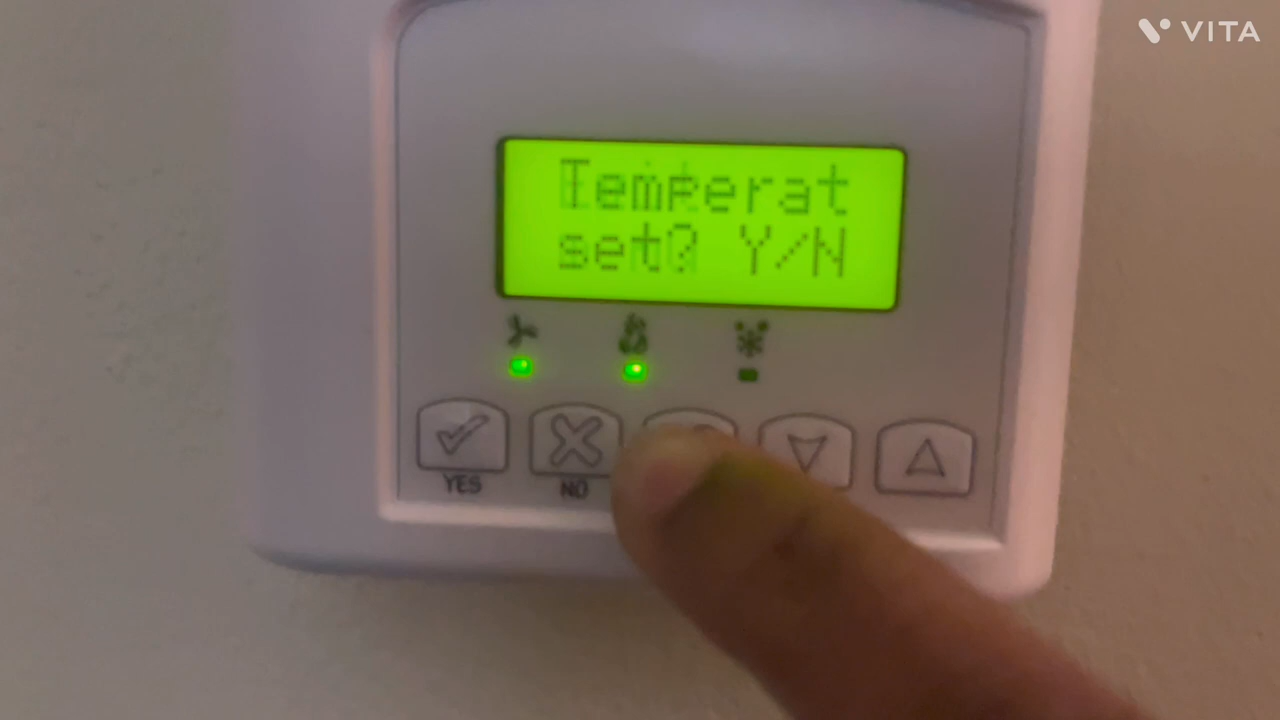 VITA
Temperat
set? Y/N
YES
NO